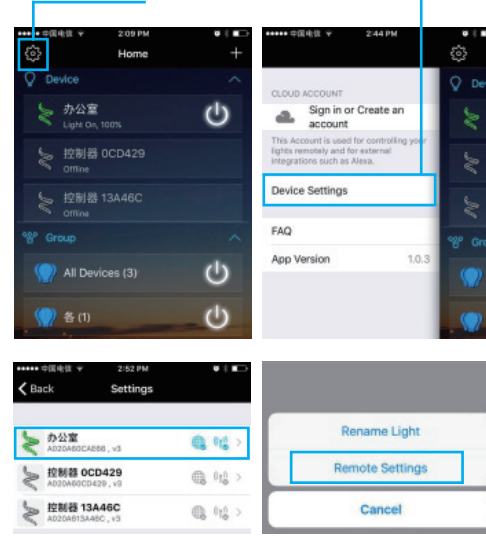 中国电信
2:09 PM
Home
Device
办公室
Light On, 100%
控制器 0CD429
Offline
控制器 13A46C
Offline
Group
All Devices (3)
各 (1)
中国电信
2:44 PM
CLOUD ACCOUNT
Sign in or Create an
account
This Account is used for controlling your
lights remotely and for external
integrations such as Alexa.
Device Settings
FAQ
App Version 1.0.3
De
Gro
中国电信
2:52 PM
Back Settings
办公室
AD20A60CAE88 , v3
控制器 0CD429
AD20A60CD429 , v3
控制器 13A46C
AD20A613A46C , v3
Rename Light
Remote Settings
Cancel